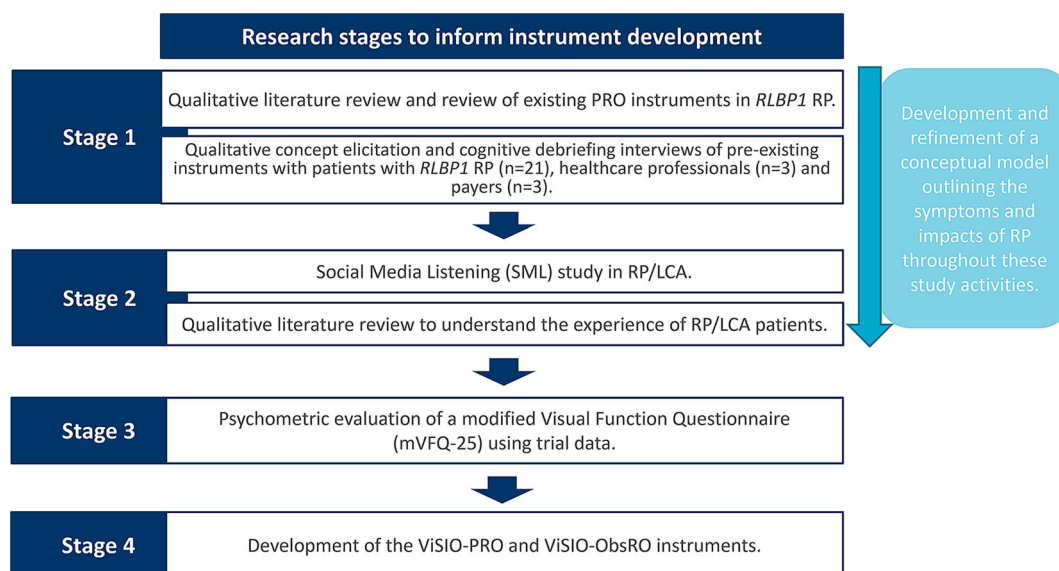 Research stages to inform instrument development
Stage 1
Qualitative literature review and review of existing PRO instruments in RLBP1 RP.
Qualitative concept elicitation and cognitive debriefing interviews of pre-existing
instruments with patients with RLBP1 RP (n=21), healthcare professionals (n=3) and
payers (n=3).
Stage 2
Social Media Listening (SML) study in RP/LCA.
Qualitative literature review to understand the experience of RP/LCA patients.
Stage 3
Psychometric evaluation of a modified Visual Function Questionnaire
(mVFQ-25) using trial data.
Stage 4
Development of the ViSIO-PRO and ViSIO-ObsRO instruments.
Development and
refinement of a
conceptual model
outlining the
symptoms and
impacts of RP
throughout these
study activities.